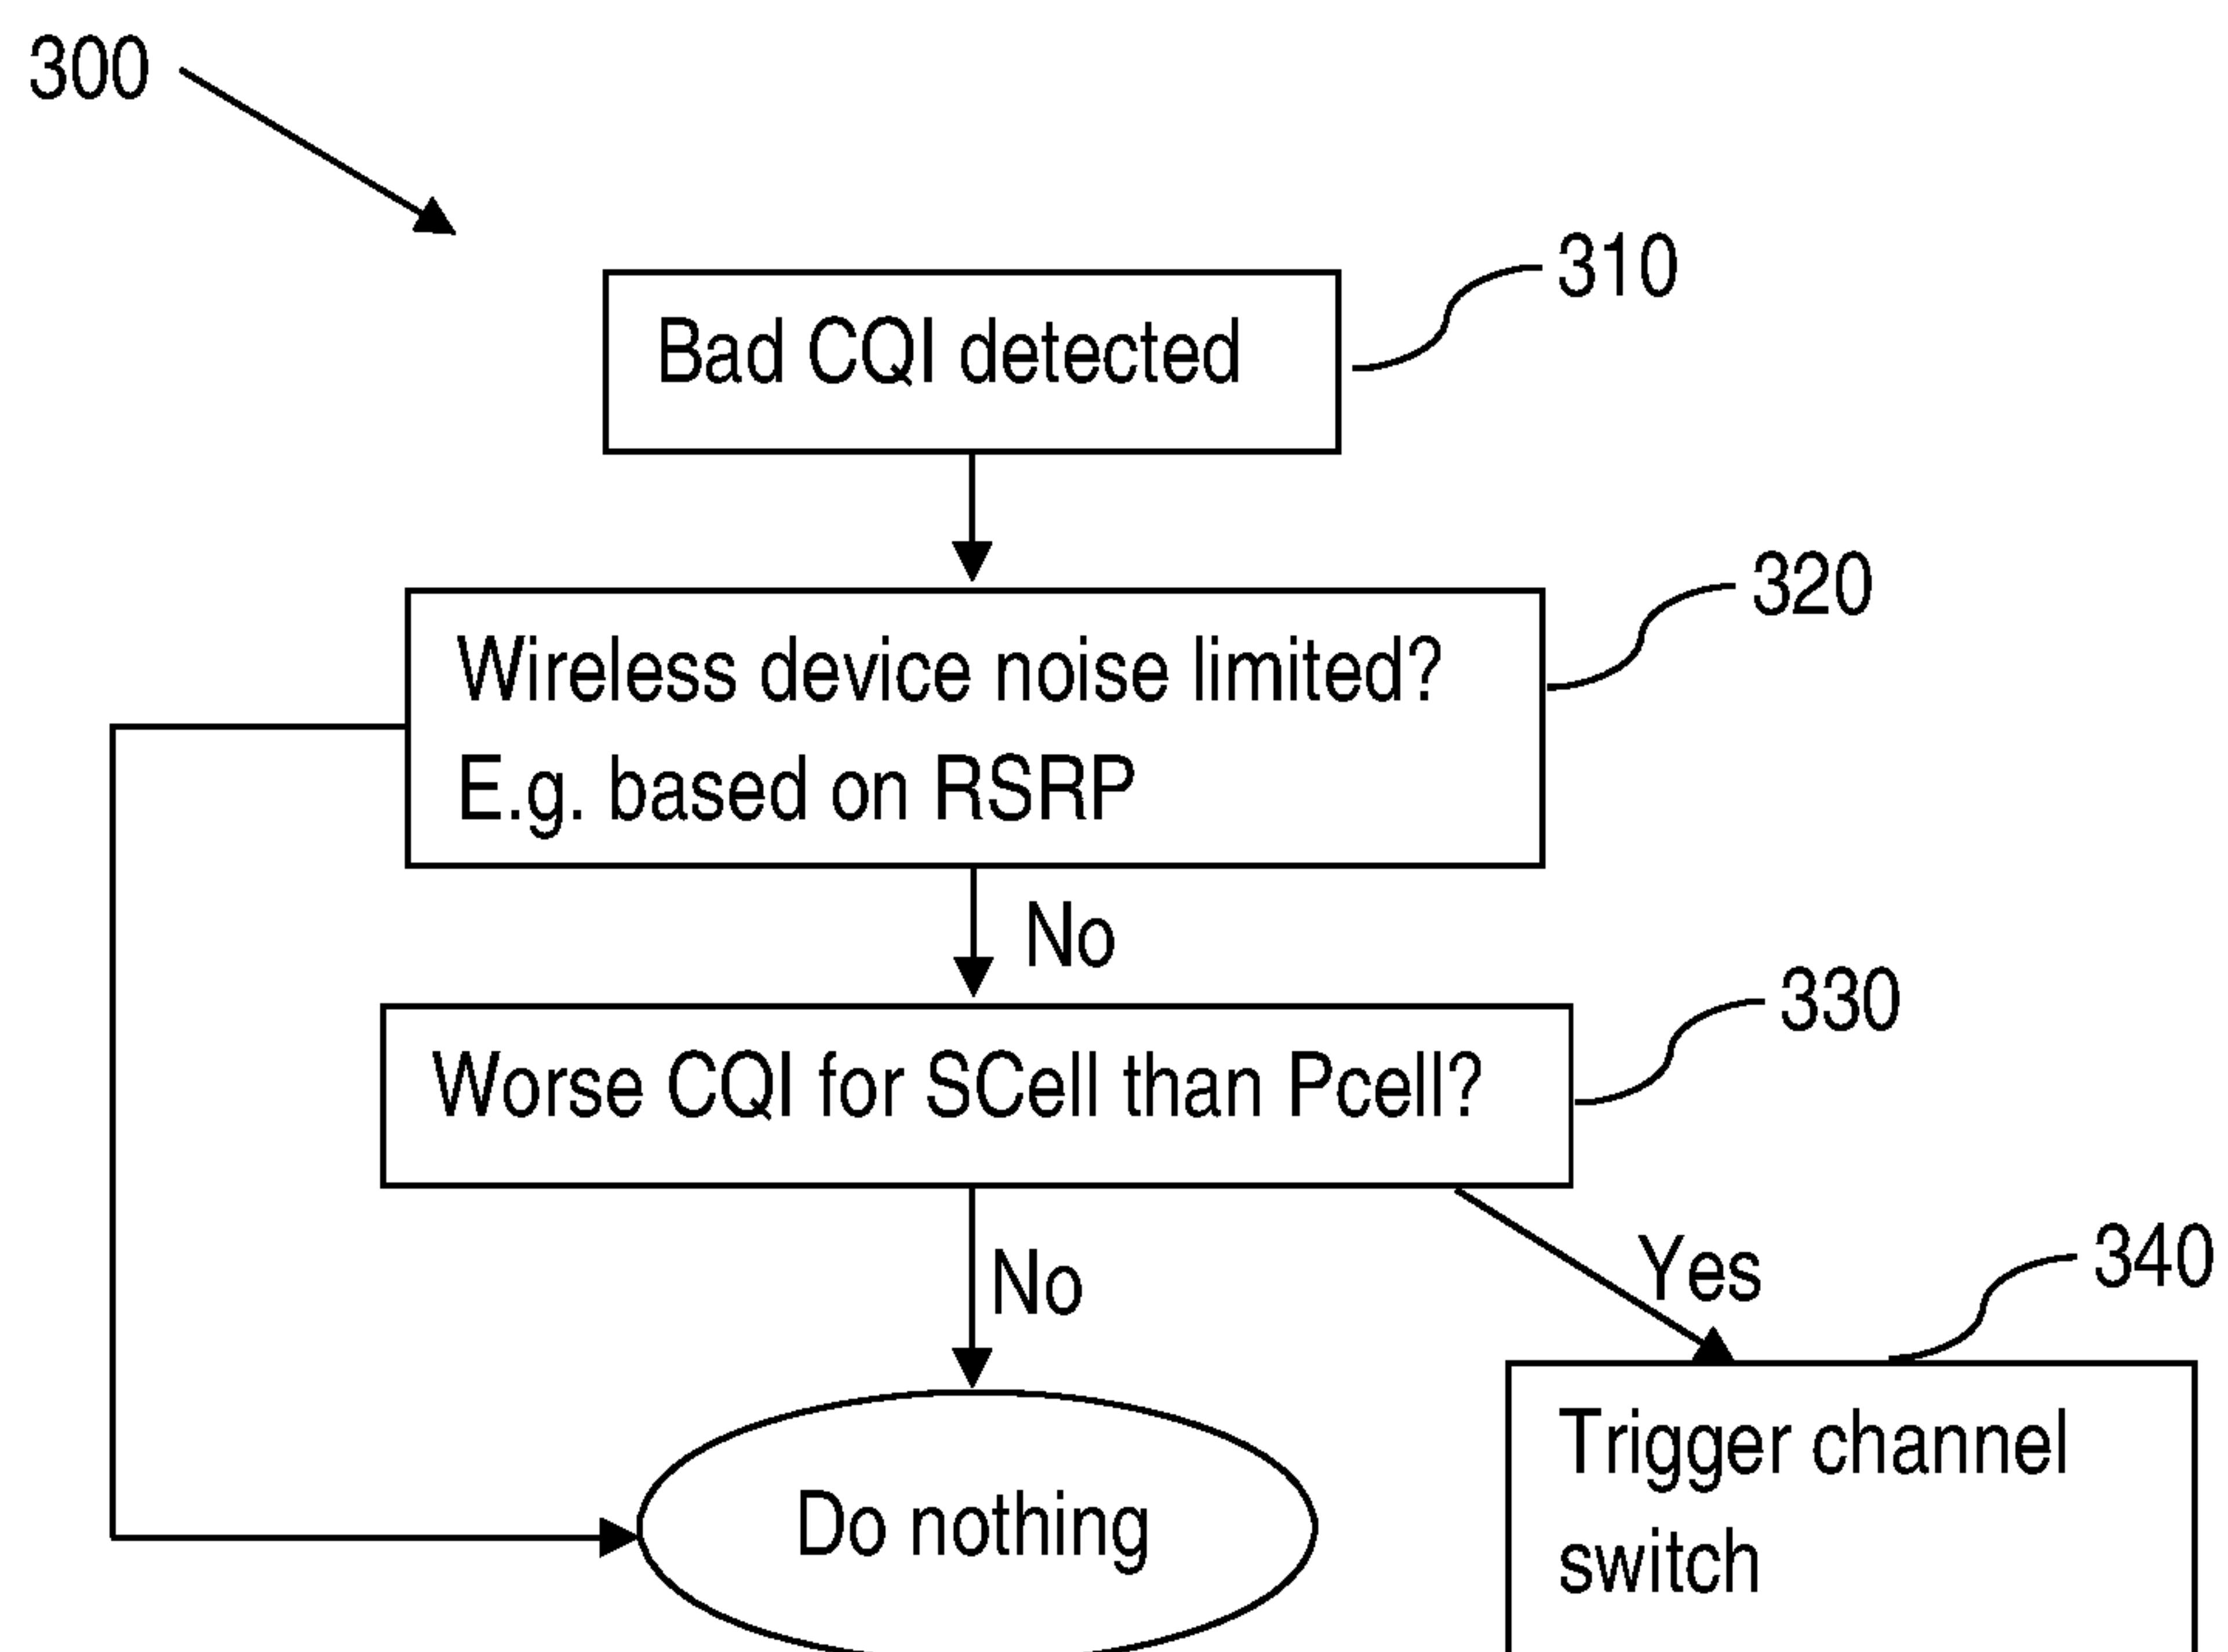 300
310
Bad CQI detected
320
Wireless device noise limited?
E.g. based on RSRP
No
330
Worse CQI for SCell than Pcell?
No
Yes
340
Trigger channel
switch
Do nothing